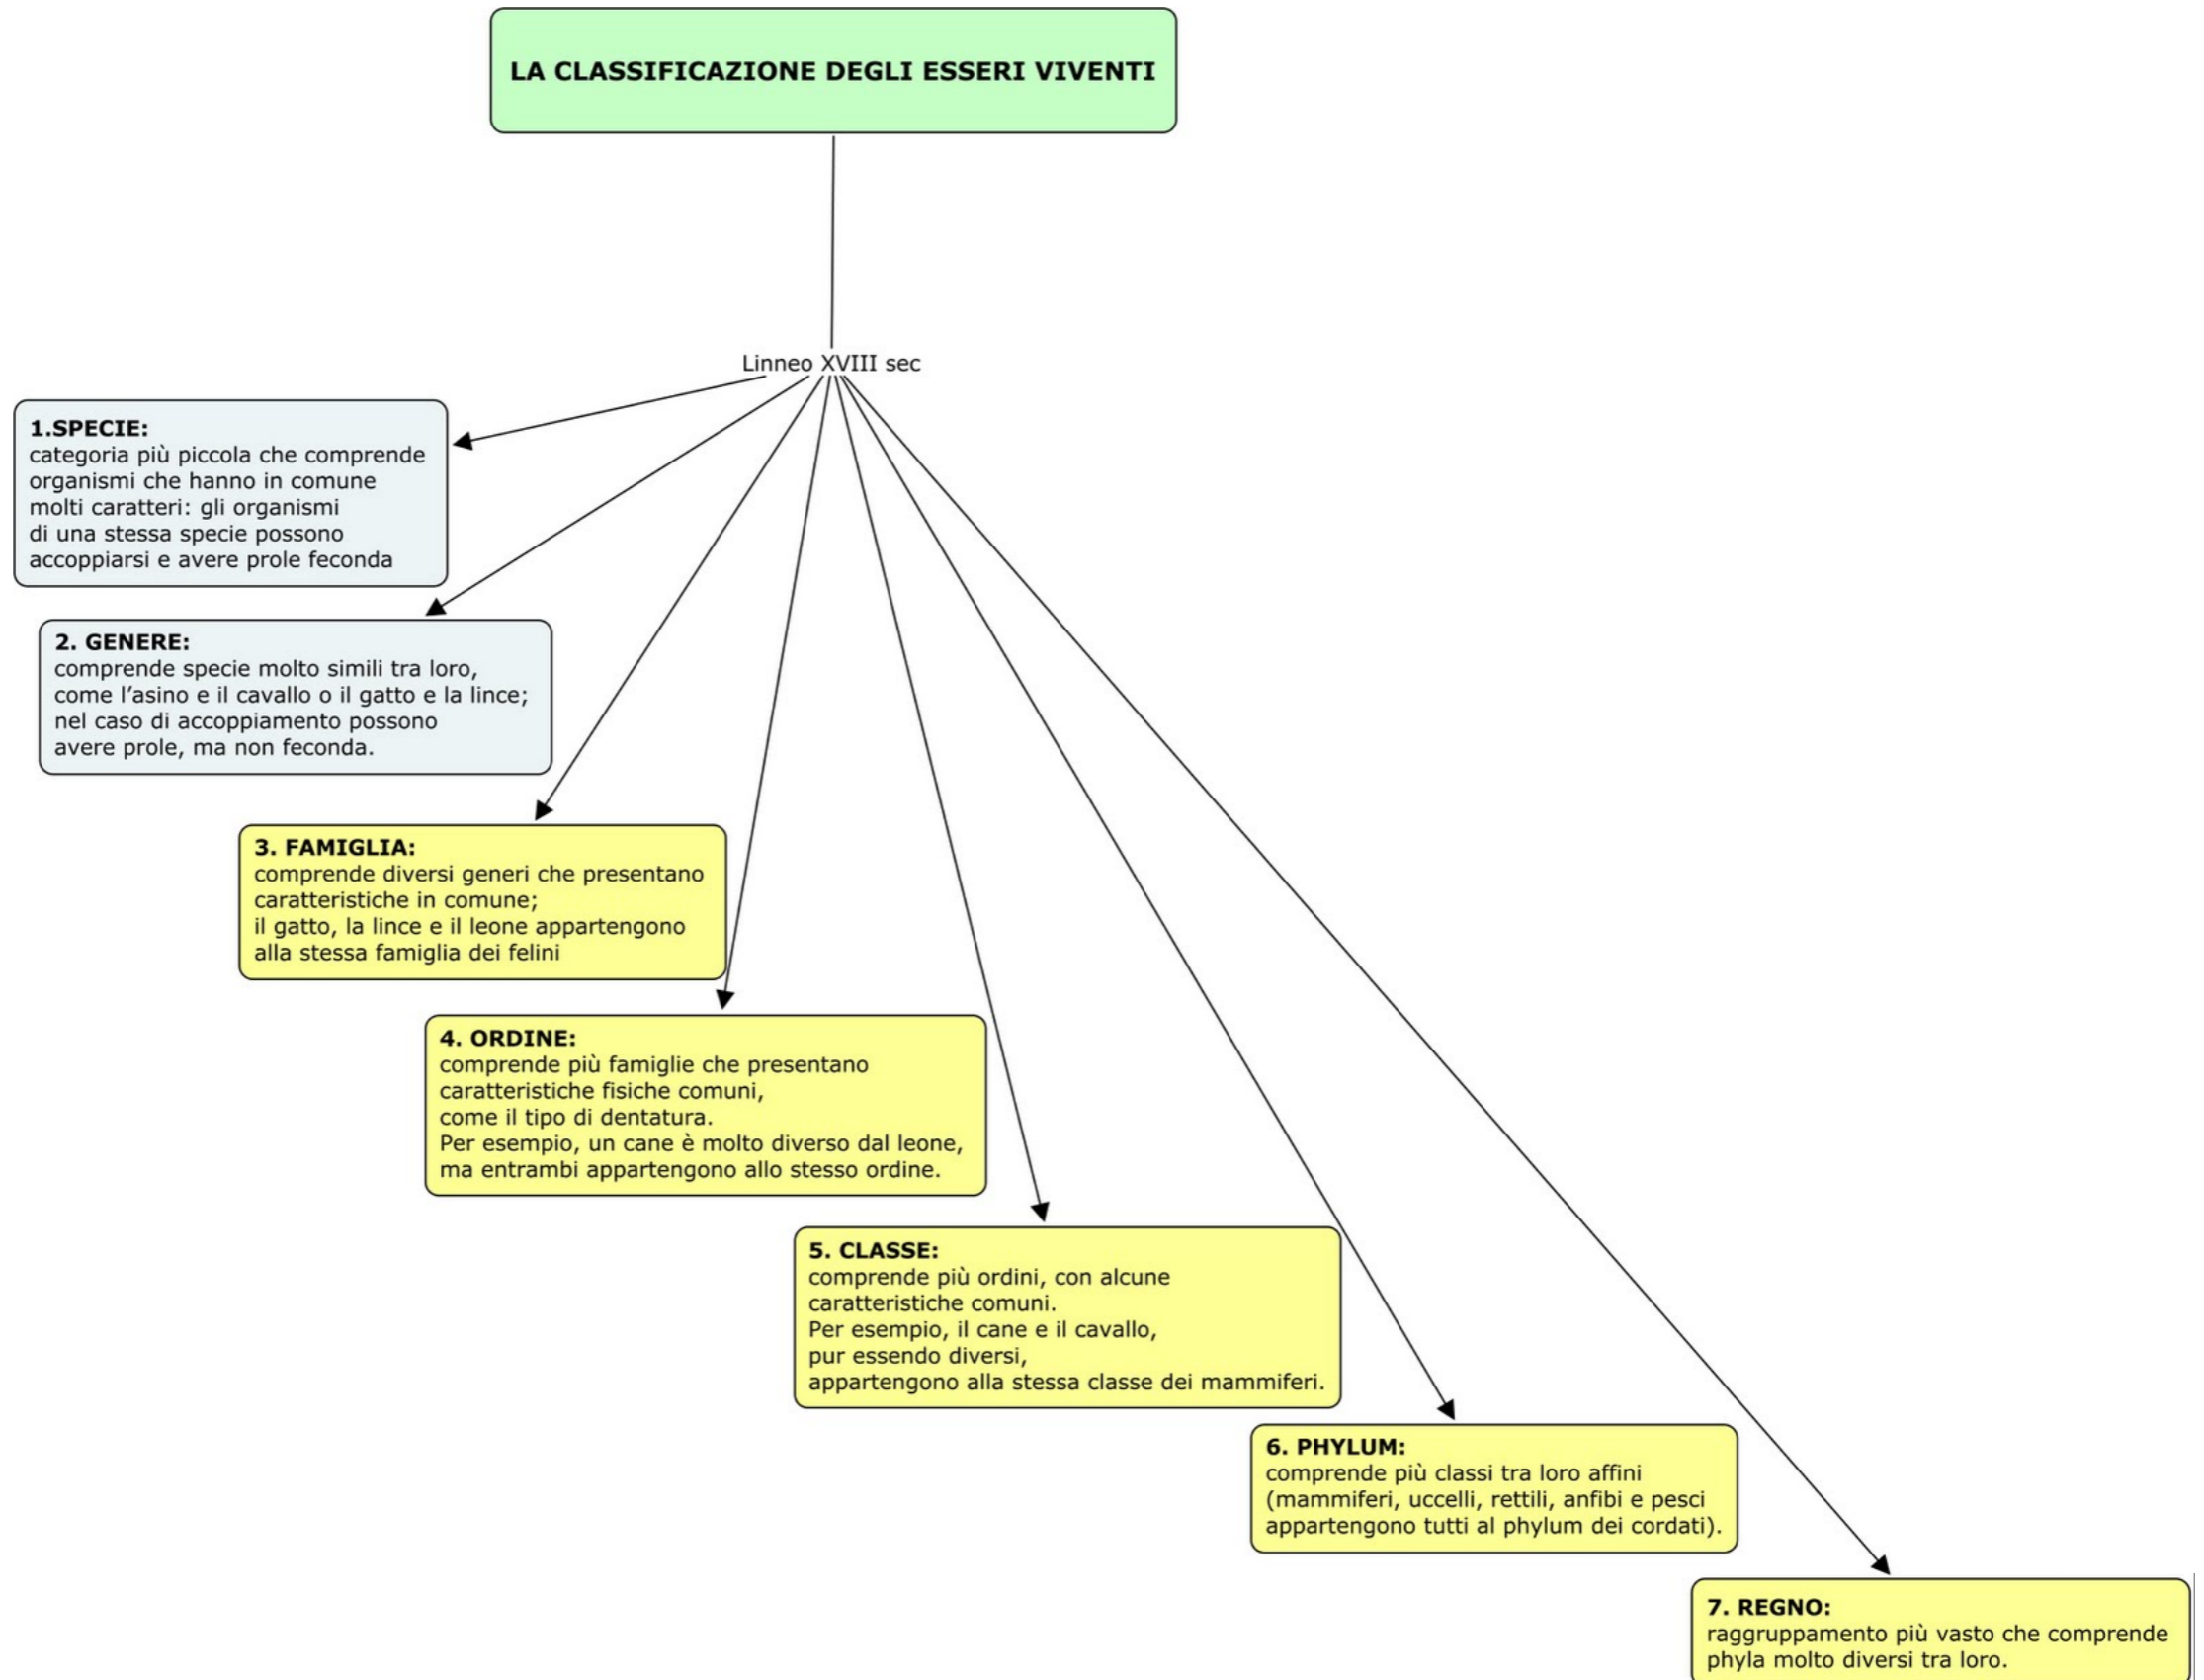 LA CLASSIFICAZIONE DEGLI ESSERI VIVENTI
Linneo XVIII sec
1.SPECIE:
categoria più piccola che comprende
organismi che hanno in comune
molti caratteri: gli organismi
di una stessa specie possono
accoppiarsi e avere prole feconda
2. GENERE:
comprende specie molto simili tra loro,
come l’asino e il cavallo o il gatto e la lince;
nel caso di accoppiamento possono
avere prole, ma non feconda.
3. FAMIGLIA:
comprende diversi generi che presentano
caratteristiche in comune;
il gatto, la lince e il leone appartengono
alla stessa famiglia dei felini
4. ORDINE:
comprende più famiglie che presentano
caratteristiche fisiche comuni,
come il tipo di dentatura.
Per esempio, un cane è molto diverso dal leone,
ma entrambi appartengono allo stesso ordine.
5. CLASSE:
comprende più ordini, con alcune
caratteristiche comuni.
Per esempio, il cane e il cavallo,
pur essendo diversi,
appartengono alla stessa classe dei mammiferi.
6. PHYLUM:
comprende più classi tra loro affini
(mammiferi, uccelli, rettili, anfibi e pesci
appartengono tutti al phylum dei cordati).
7. REGNO:
raggruppamento più vasto che comprende
phyla molto diversi tra loro.